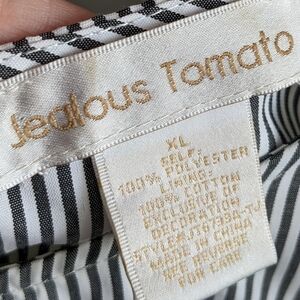 Jealous Tomato
XL
SELF:
100% POLYESTER
LINING:
100% COTTON
EXCLUSIVE OF
DECORATION
MADE IN CHINA
SEE REVERSE
FOR CARE